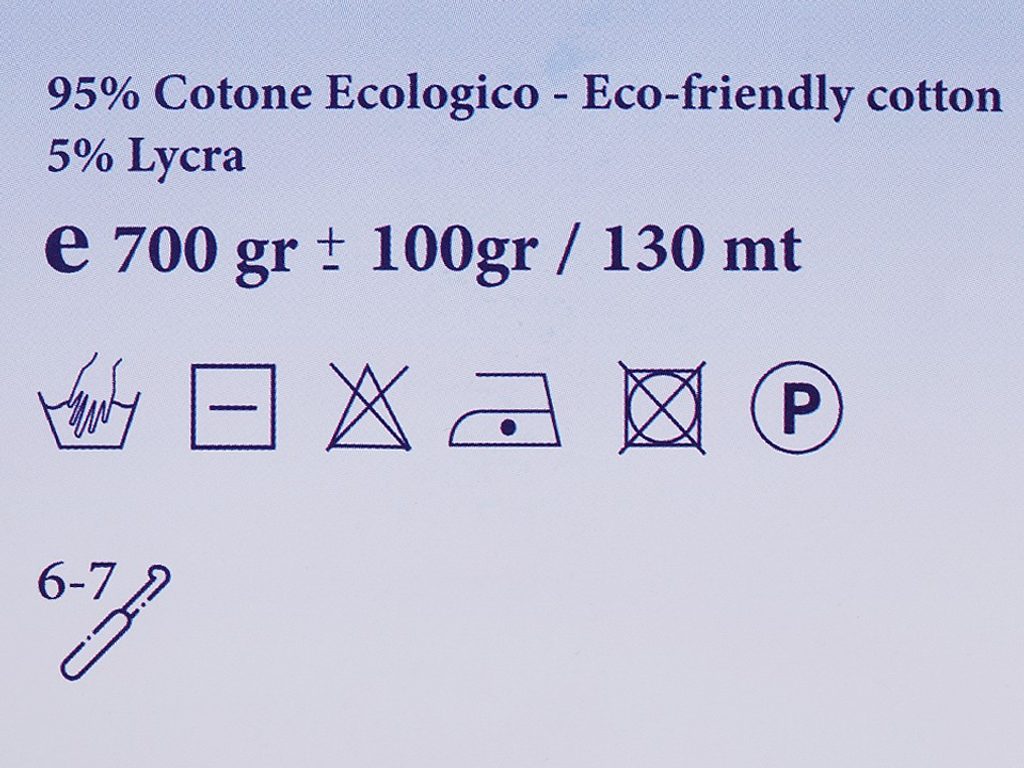 95% Cotone Ecologico - Eco-friendly cotton
5% Lycra
e 700 gr ± 100gr / 130 mt
P
6-7